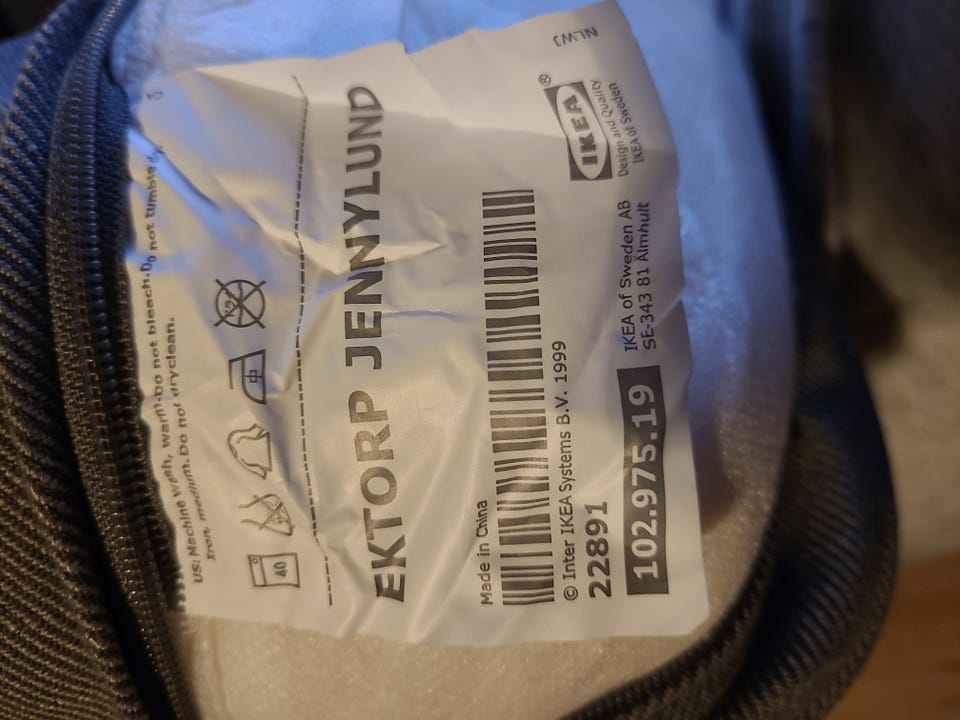 US: Machine wash, warm. Do not bleach. Do not tumble dry.
Iron, medium. Do not dryclean.
40
EKTORP JENNYLUND
Made in China
© Inter IKEA Systems B.V. 1999
22891
102.975.19
IKEA of Sweden AB
SE-343 81 Älmhult
IKEA®
Design and Quality
IKEA of Sweden